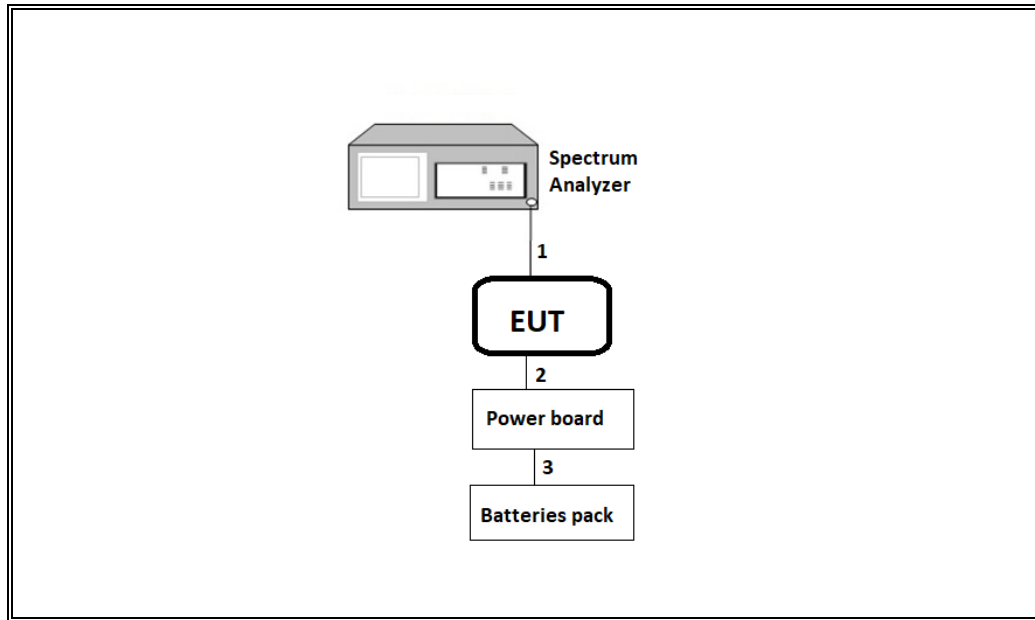 Spectrum
Analyzer
1
EUT
2
Power board
3
Batteries pack